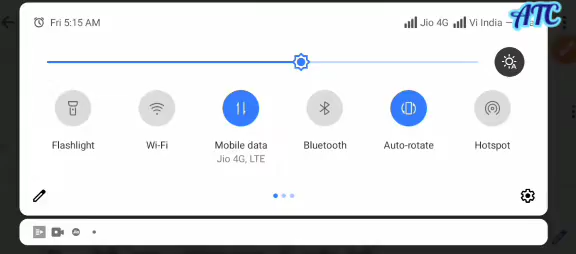 Fri 5:15 AM
Jio 4G Vi India –
ATC
Flashlight
Wi-Fi
Mobile data
Jio 4G, LTE
Bluetooth
Auto-rotate
Hotspot